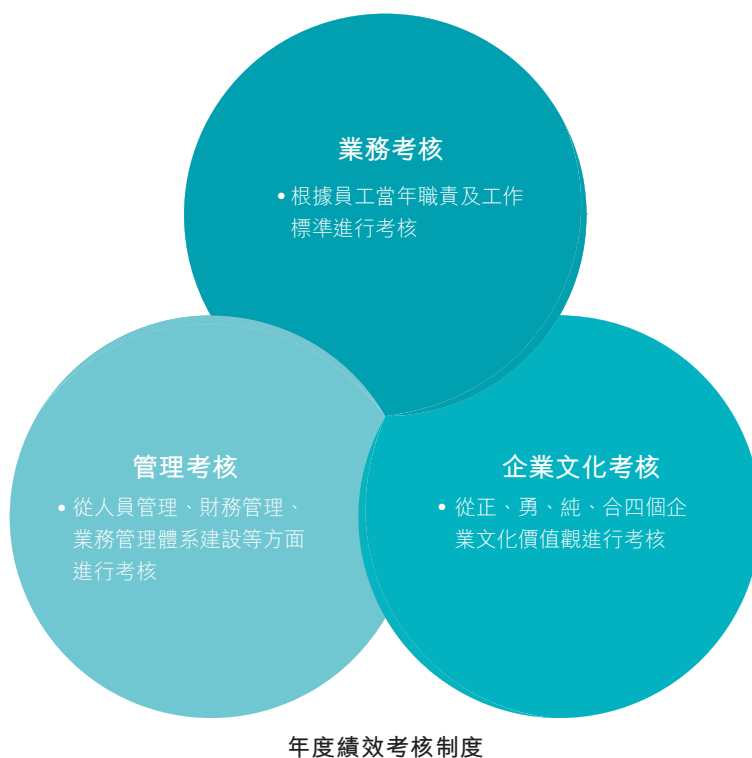 業務考核
• 根據員工當年職責及工作
標準進行考核
管理考核
• 從人員管理、財務管理、
業務管理體系建設等方面
進行考核
企業文化考核
• 從正、勇、純、合四個企
業文化價值觀進行考核
年度績效考核制度